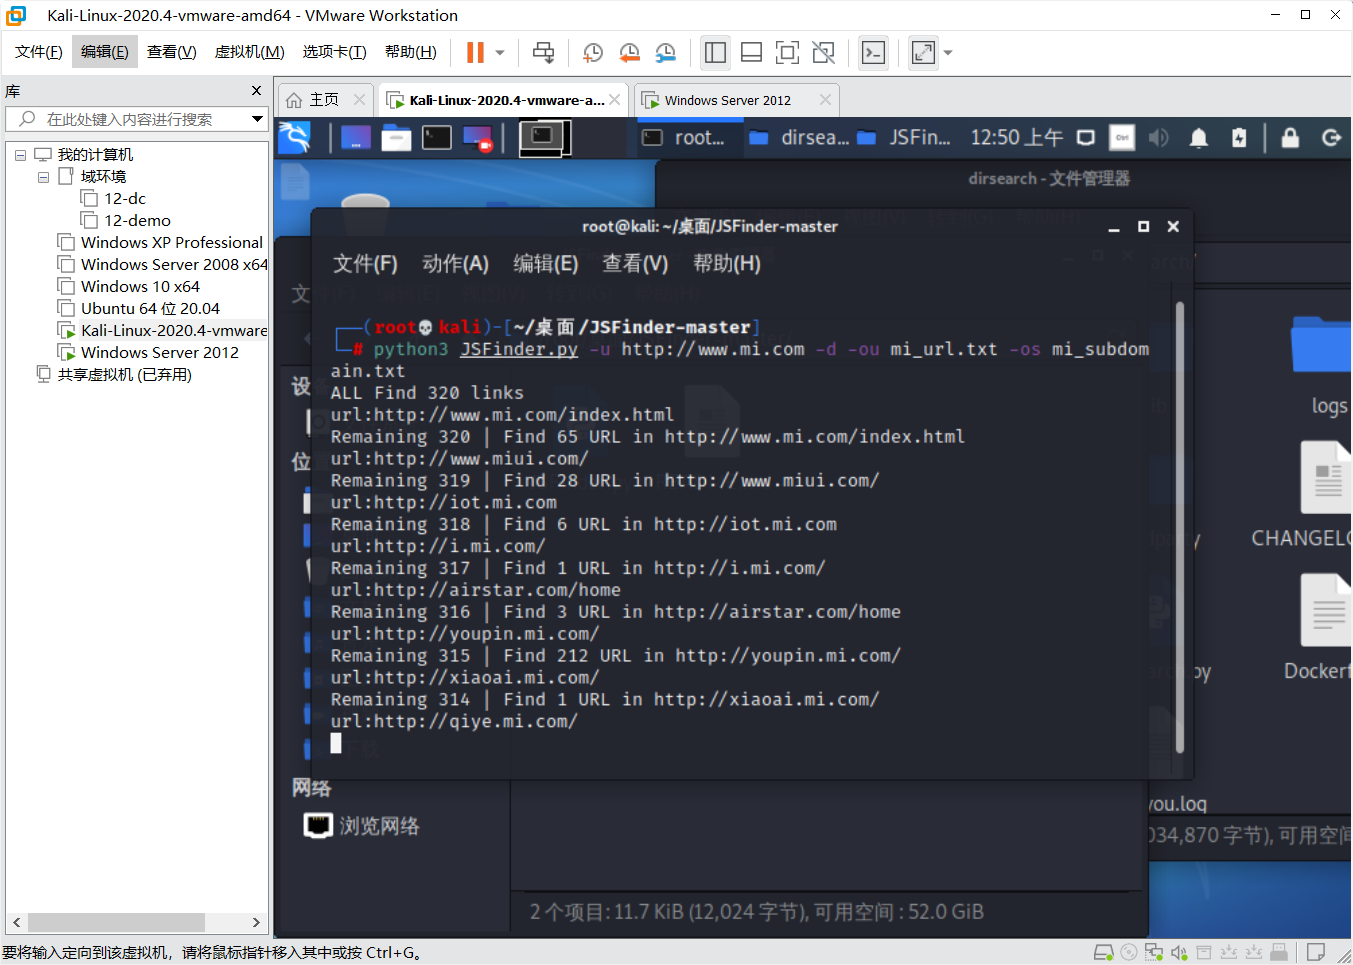 Kali-Linux-2020.4-vmware-amd64 - VMware Workstation
文件(F) 编辑(E) 查看(V) 虚拟机(M) 选项卡(T) 帮助(H)
库
在此处键入内容进行搜索
我的计算机
域环境
12-dc
12-demo
Windows XP Professional
Windows Server 2008 x64
Windows 10 x64
Ubuntu 64 位 20.04
Kali-Linux-2020.4-vmware
Windows Server 2012
共享虚拟机 (已弃用)
主页
Kali-Linux-2020.4-vmware-a...
Windows Server 2012
root...
dirsea...
JSFin...
12:50 上午
Ctrl
dirsearch - 文件管理器
root@kali: ~/桌面/JSFinder-master
文件(F) 动作(A) 编辑(E) 查看(V) 帮助(H)
(root💀kali)-[~/桌面/JSFinder-master]
# python3 JSFinder.py -u http://www.mi.com -d -ou mi_url.txt -os mi_subdom
ain.txt
ALL Find 320 links
url:http://www.mi.com/index.html
Remaining 320 | Find 65 URL in http://www.mi.com/index.html
url:http://www.miui.com/
Remaining 319 | Find 28 URL in http://www.miui.com/
url:http://iot.mi.com
Remaining 318 | Find 6 URL in http://iot.mi.com
url:http://i.mi.com/
Remaining 317 | Find 1 URL in http://i.mi.com/
url:http://airstar.com/home
Remaining 316 | Find 3 URL in http://airstar.com/home
url:http://youpin.mi.com/
Remaining 315 | Find 212 URL in http://youpin.mi.com/
url:http://xiaoai.mi.com/
Remaining 314 | Find 1 URL in http://xiaoai.mi.com/
url:http://qiye.mi.com/
文
设
位
网络
浏览网络
logs
CHANGELO
Dockerf
you.log
034,870 字节), 可用空间
2 个项目: 11.7 KiB (12,024 字节), 可用空间 : 52.0 GiB
要将输入定向到该虚拟机，请将鼠标指针移入其中或按 Ctrl+G。